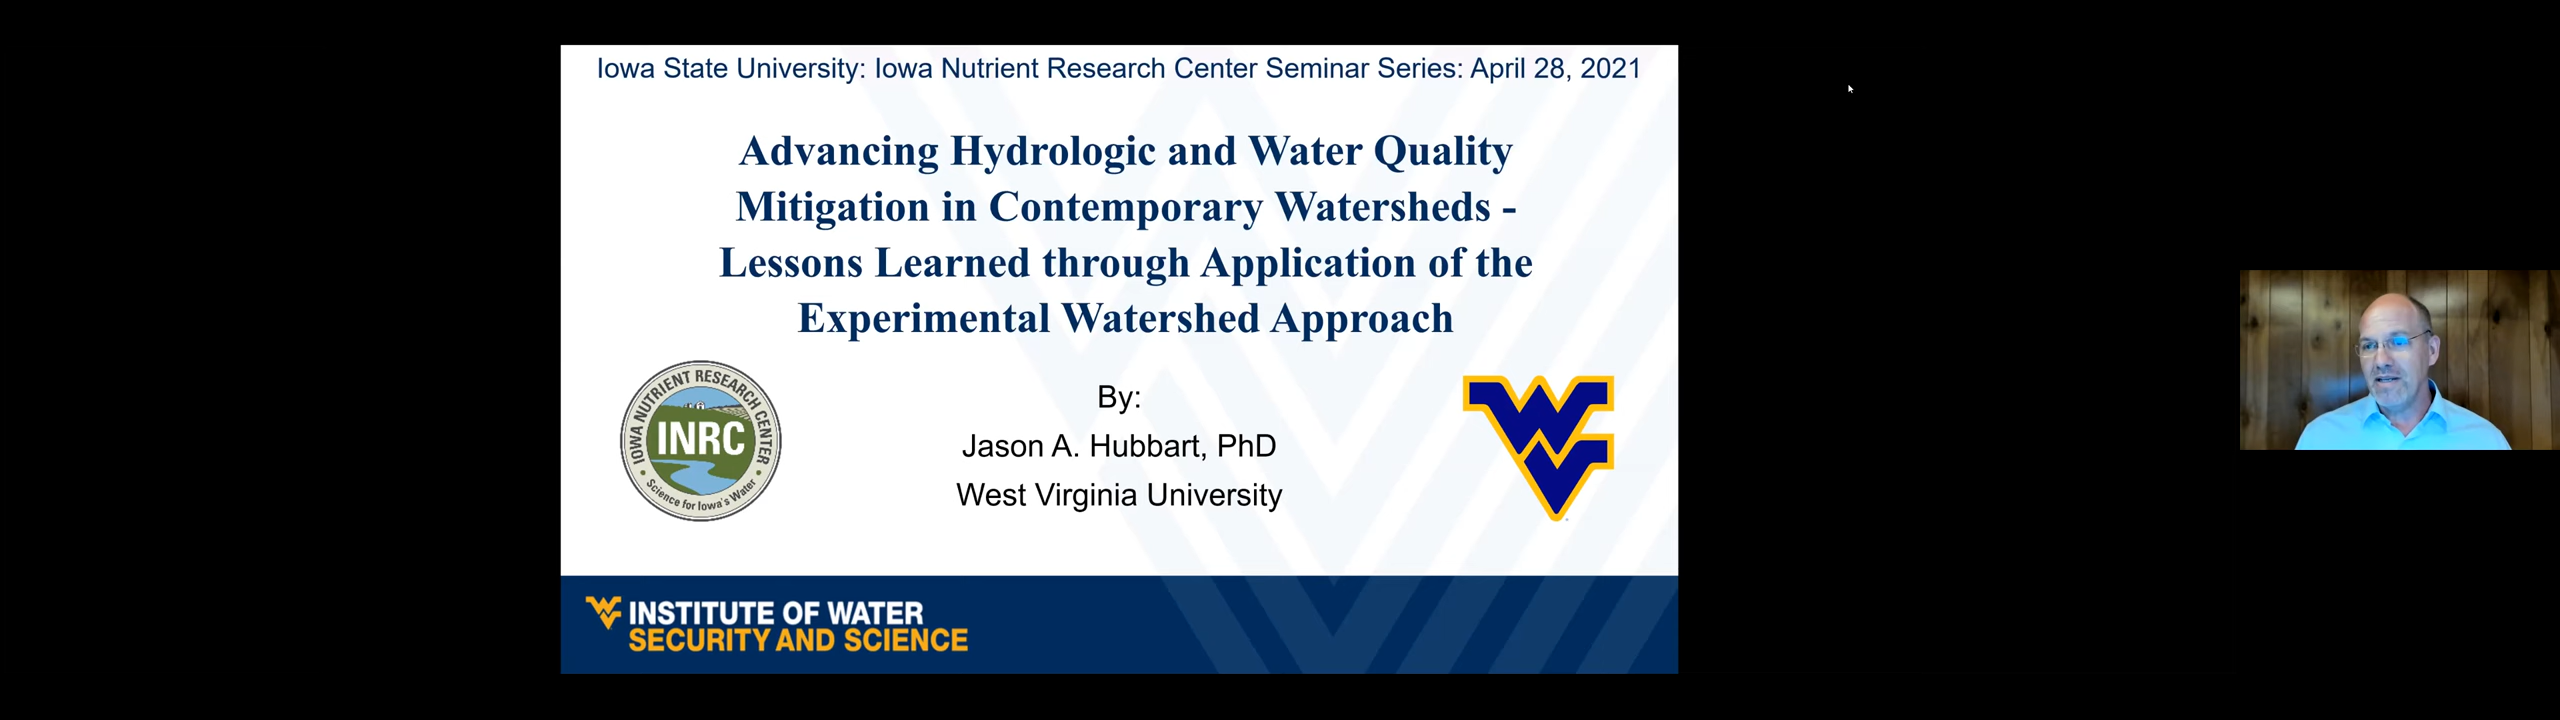 Iowa State University: Iowa Nutrient Research Center Seminar Series: April 28, 2021
Advancing Hydrologic and Water Quality
Mitigation in Contemporary Watersheds -
Lessons Learned through Application of the
Experimental Watershed Approach
IOWA NUTRIENT RESEARCH CENTER
INRC
Science for Iowa's Water
By:
Jason A. Hubbart, PhD
West Virginia University
WV
WV INSTITUTE OF WATER
SECURITY AND SCIENCE